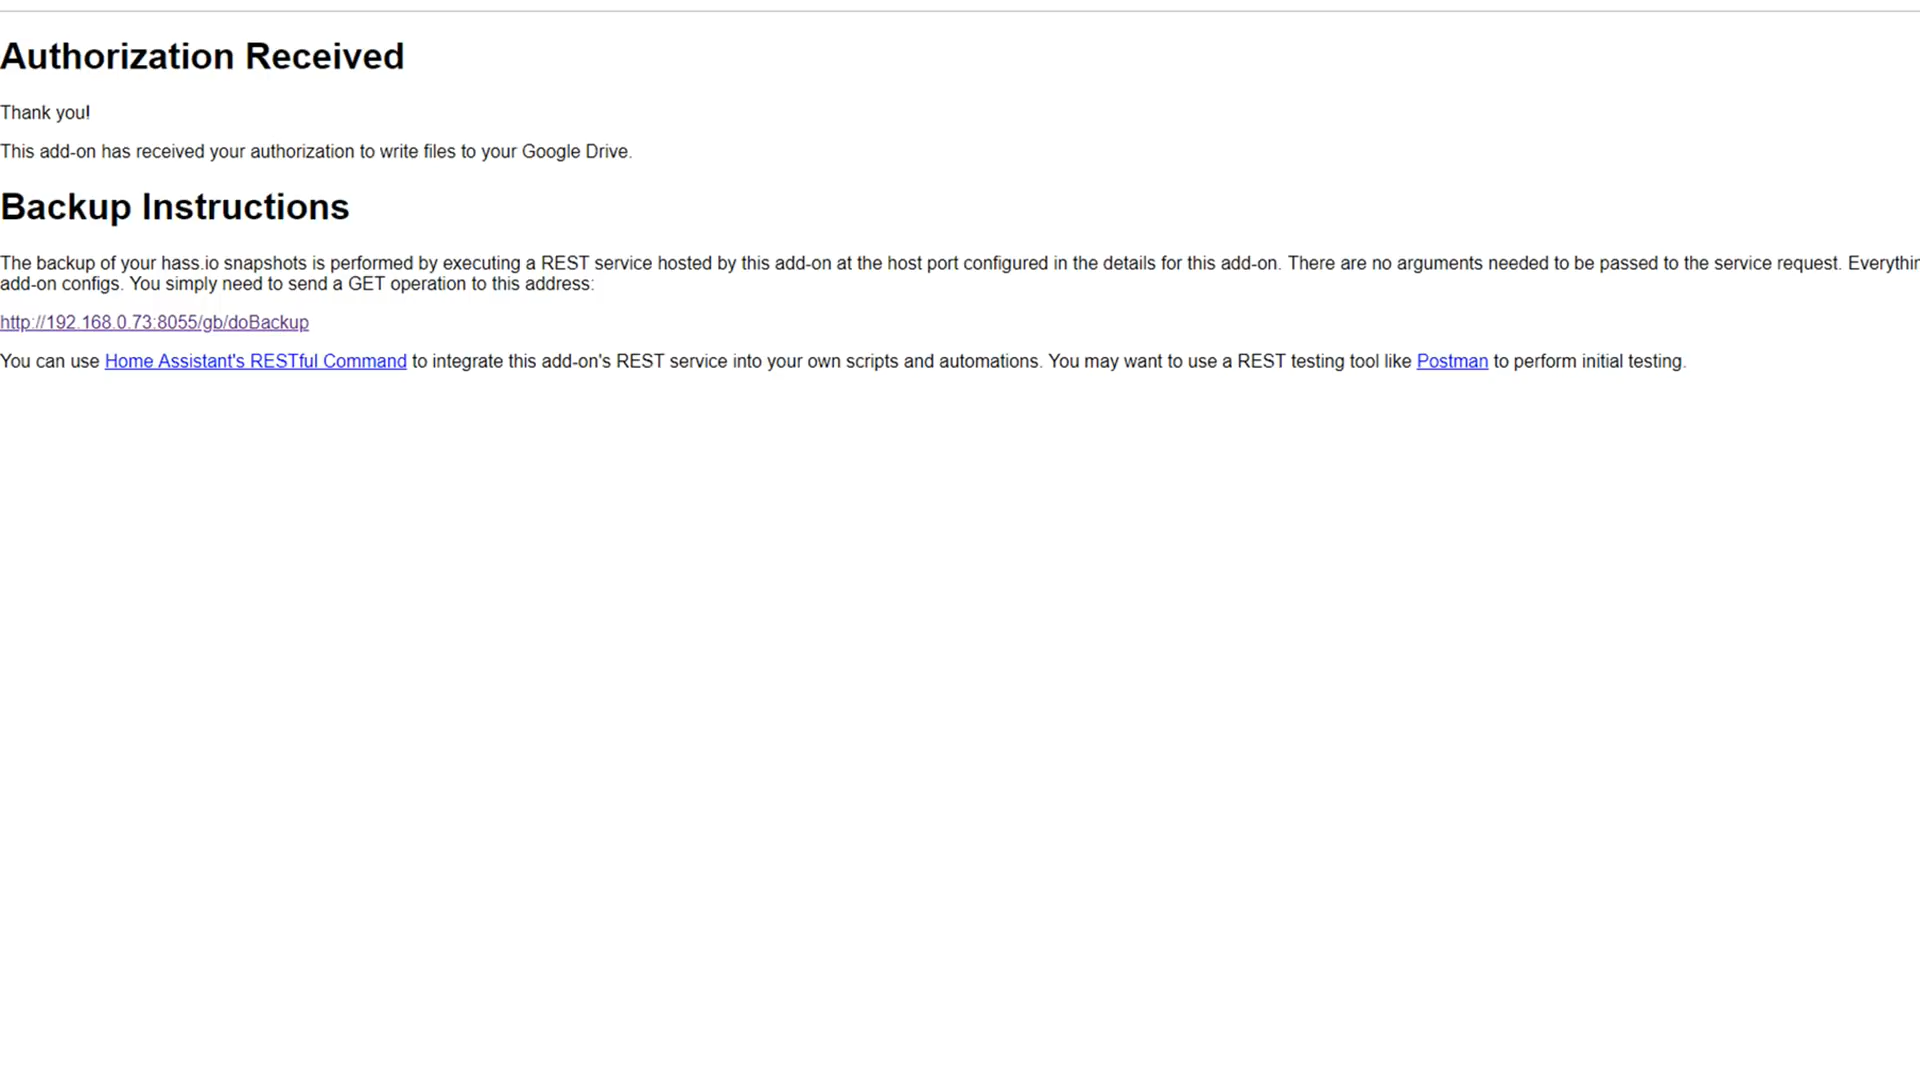 Authorization Received
Thank you!
This add-on has received your authorization to write files to your Google Drive.
Backup Instructions
The backup of your hass.io snapshots is performed by executing a REST service hosted by this add-on at the host port configured in the details for this add-on. There are no arguments needed to be passed to the service request. Everythin
add-on configs. You simply need to send a GET operation to this address:
http://192.168.0.73:8055/gb/doBackup
You can use Home Assistant's RESTful Command to integrate this add-on's REST service into your own scripts and automations. You may want to use a REST testing tool like Postman to perform initial testing.